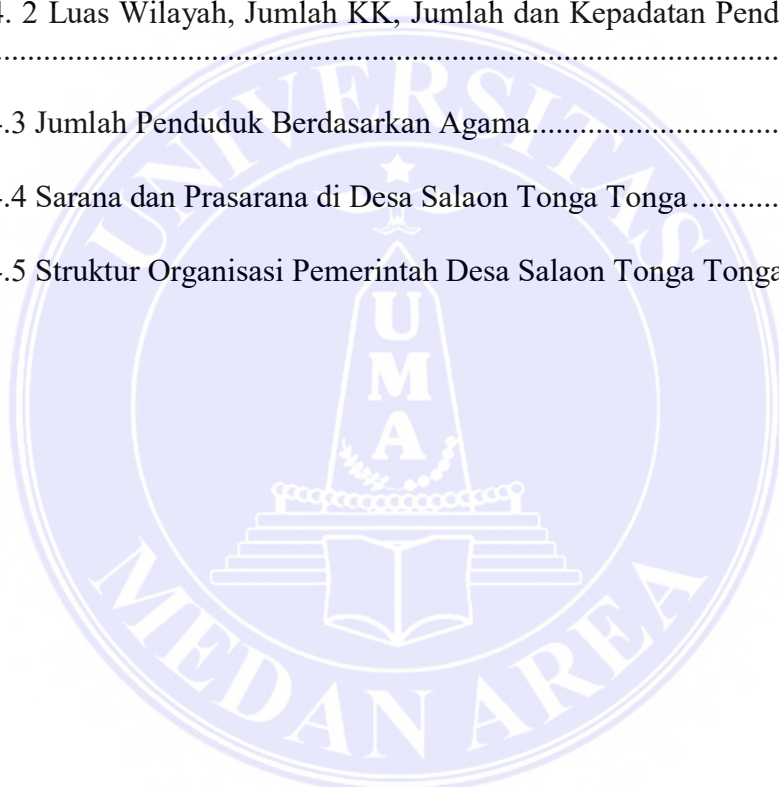 4. 2 Luas Wilayah, Jumlah KK, Jumlah dan Kepadatan Pend
................................................................................
.3 Jumlah Penduduk Berdasarkan Agama..........................
.4 Sarana dan Prasarana di Desa Salaon Tonga Tonga...........
.5 Struktur Organisasi Pemerintah Desa Salaon Tonga Tonga
UNIVERSITAS
UMA
MEDAN AREA